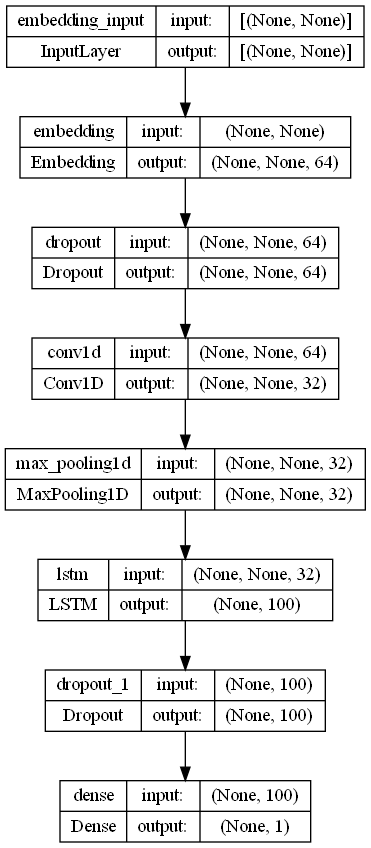 embedding_input input: [(None, None)]
InputLayer output: [(None, None)]
embedding input: (None, None)
Embedding output: (None, None, 64)
dropout input: (None, None, 64)
Dropout output: (None, None, 64)
conv1d input: (None, None, 64)
Conv1D output: (None, None, 32)
max_pooling1d input: (None, None, 32)
MaxPooling1D output: (None, None, 32)
lstm input: (None, None, 32)
LSTM output: (None, 100)
dropout_1 input: (None, 100)
Dropout output: (None, 100)
dense input: (None, 100)
Dense output: (None, 1)